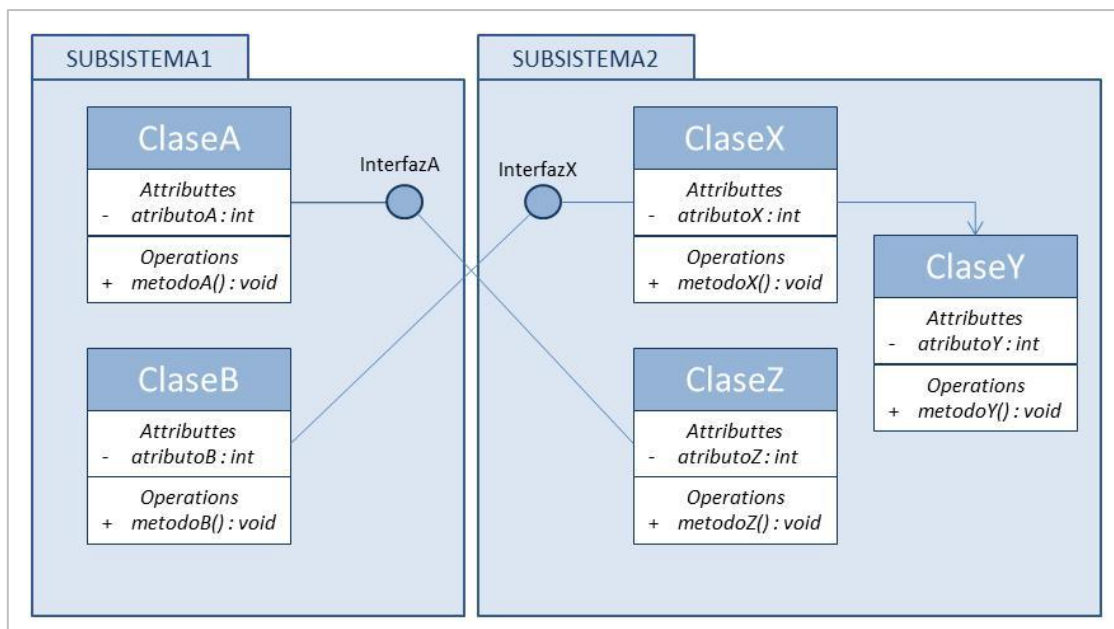 SUBSISTEMA1
ClaseA
Attributtes
- atributoA : int
Operations
+ metodoA() : void
InterfazA
ClaseB
Attributtes
- atributoB : int
Operations
+ metodoB() : void
SUBSISTEMA2
InterfazX
ClaseX
Attributtes
- atributoX : int
Operations
+ metodoX() : void
ClaseY
Attributtes
- atributoY : int
Operations
+ metodoY() : void
ClaseZ
Attributtes
- atributoZ : int
Operations
+ metodoZ() : void